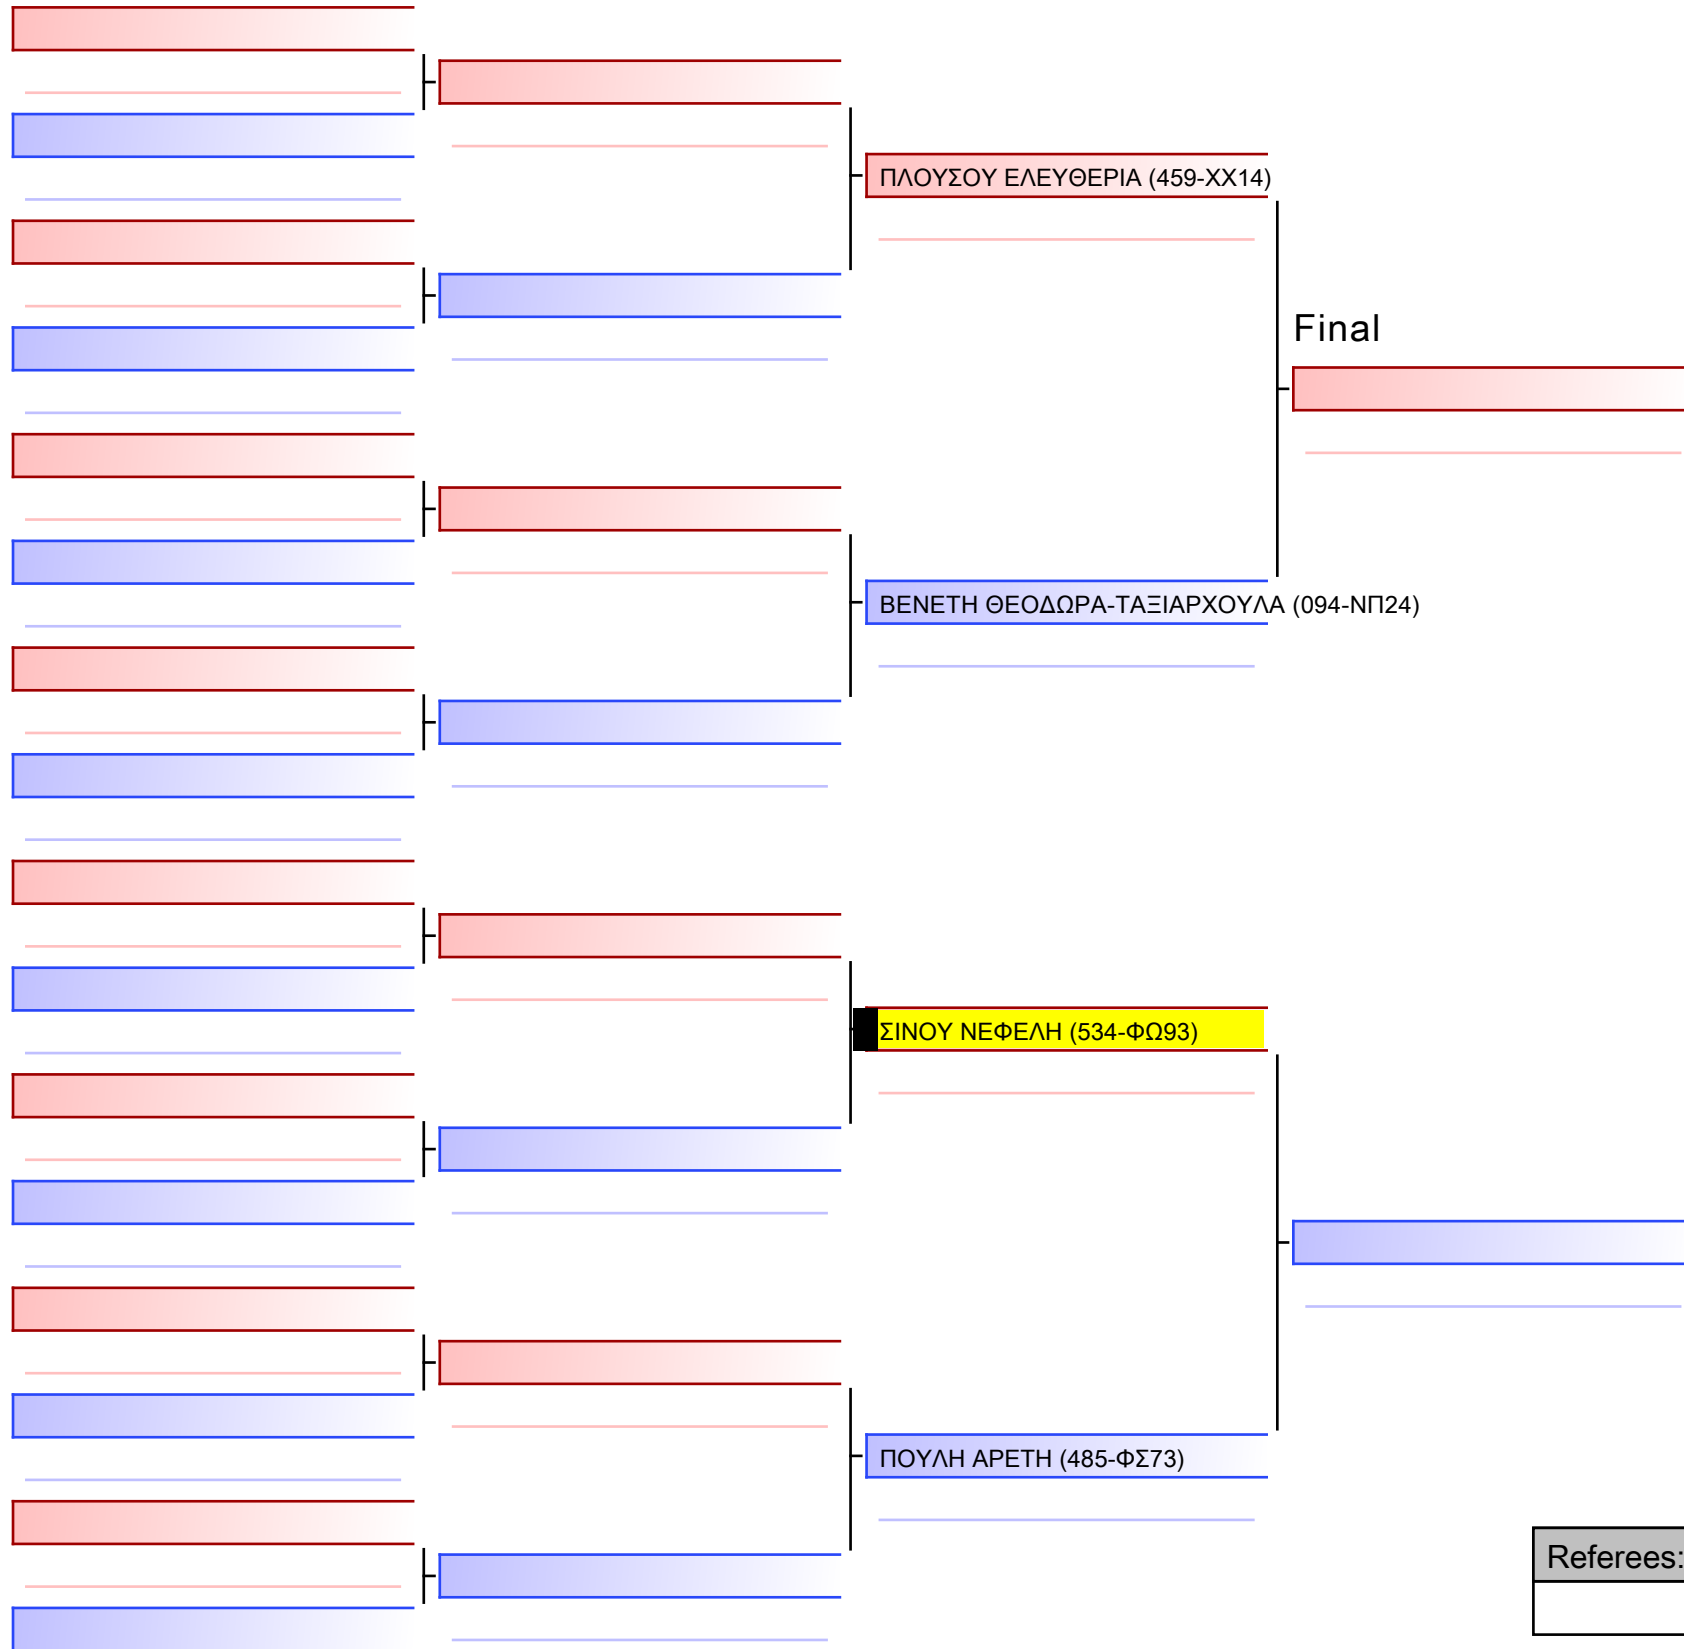 ΠΛΟΥΣΟΥ ΕΛΕΥΘΕΡΙΑ (459-ΧΧ14)
Final
ΒΕΝΕΤΗ ΘΕΟΔΩΡΑ-ΤΑΞΙΑΡΧΟΥΛΑ (094-ΝΠ24)
ΣΙΝΟΥ ΝΕΦΕΛΗ (534-ΦΩ93)
ΠΟΥΛΗ ΑΡΕΤΗ (485-ΦΣ73)
Referees: